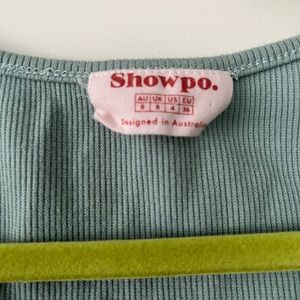 Showpo.
AU UK US EU
8 8 4 36
Designed in Australia